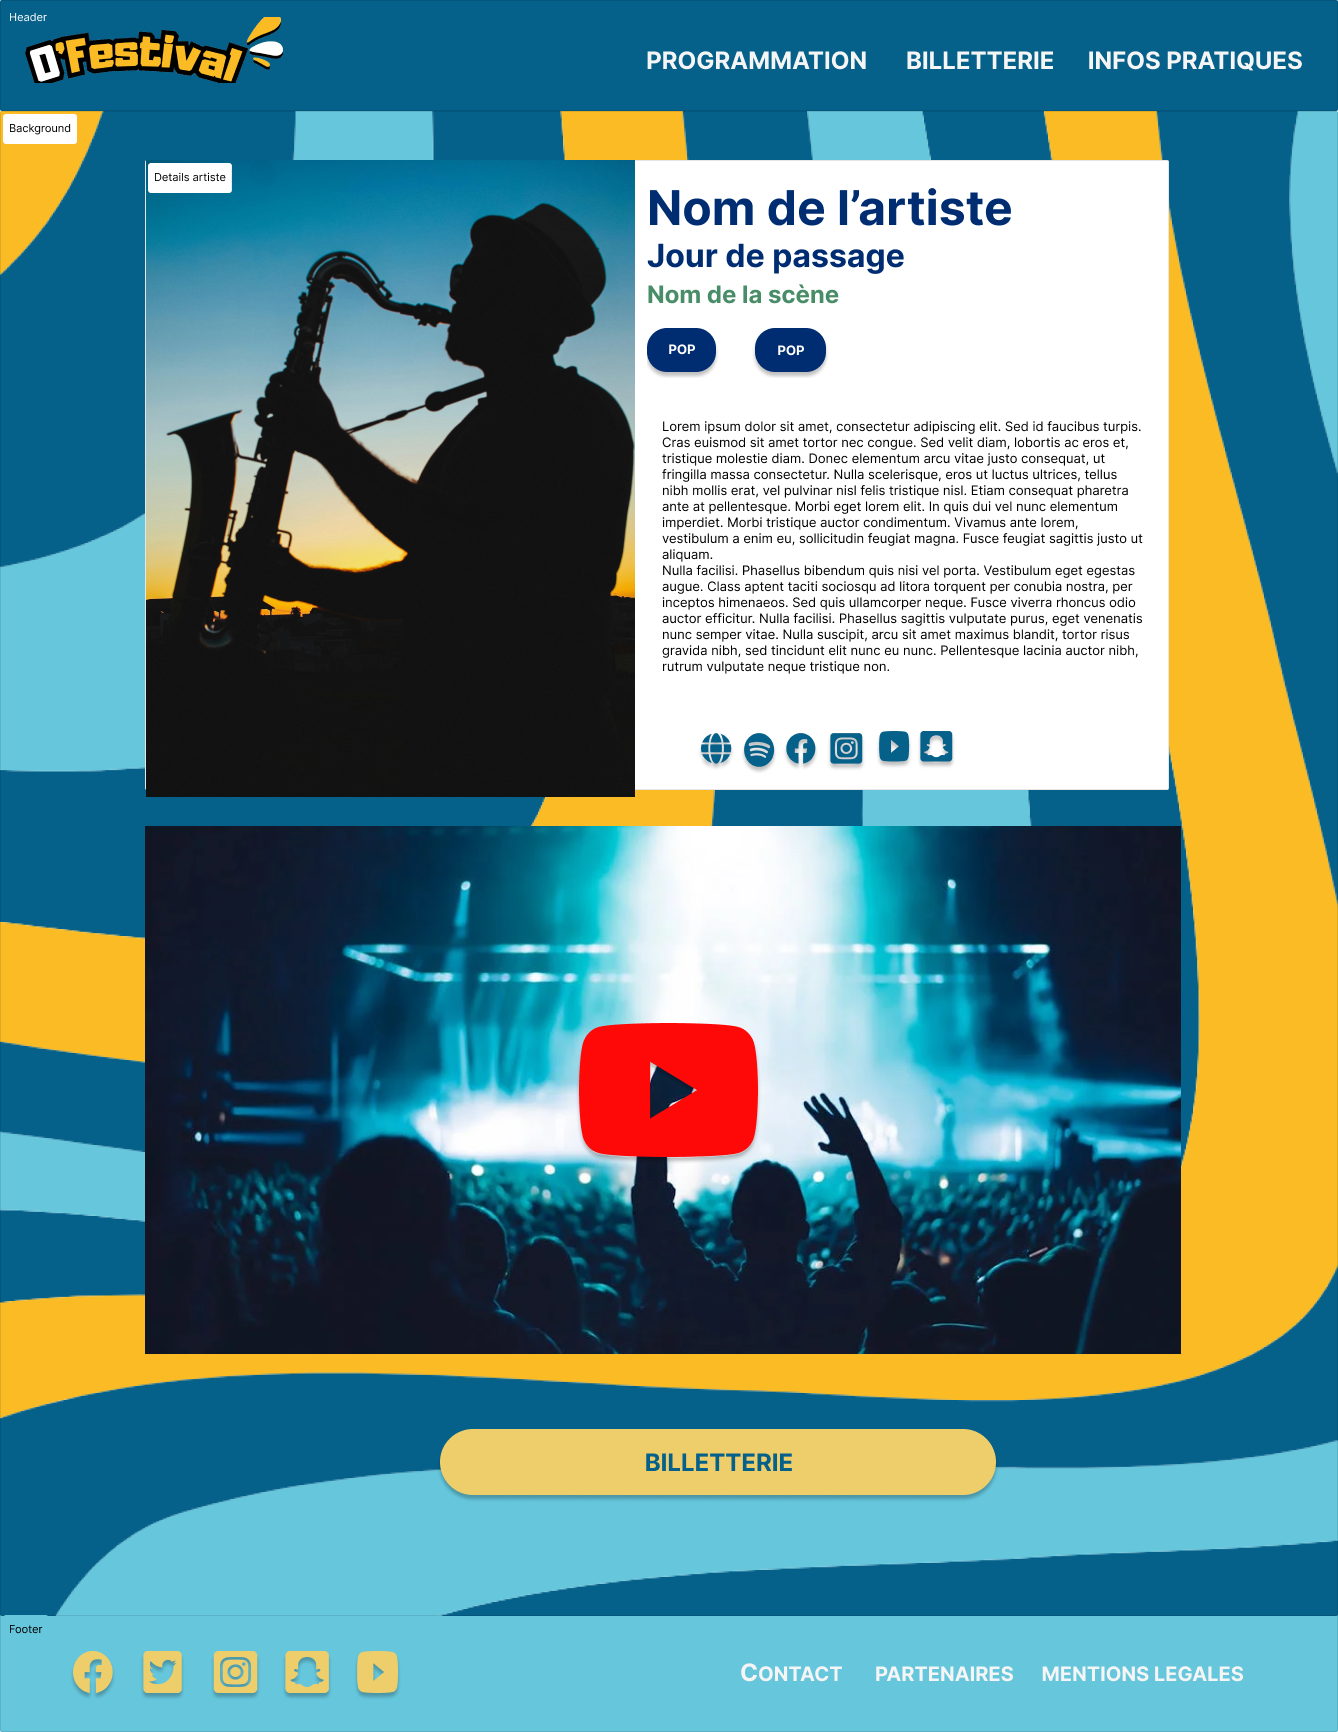 Header
O'Festival
PROGRAMMATION
BILLETTERIE
INFOS PRATIQUES
Background
Details artiste
Nom de l’artiste
Jour de passage
Nom de la scène
POP
POP
Lorem ipsum dolor sit amet, consectetur adipiscing elit. Sed id faucibus turpis.
Cras euismod sit amet tortor nec congue. Sed velit diam, lobortis ac eros et,
tristique molestie diam. Donec elementum arcu vitae justo consequat, ut
fringilla massa consectetur. Nulla scelerisque, eros ut luctus ultrices, tellus
nibh mollis erat, vel pulvinar nisl felis tristique nisl. Etiam consequat pharetra
ante at pellentesque. Morbi eget lorem elit. In quis dui vel nunc elementum
imperdiet. Morbi tristique auctor condimentum. Vivamus ante lorem,
vestibulum a enim eu, sollicitudin feugiat magna. Fusce feugiat sagittis justo ut
aliquam.
Nulla facilisi. Phasellus bibendum quis nisi vel porta. Vestibulum eget egestas
augue. Class aptent taciti sociosqu ad litora torquent per conubia nostra, per
inceptos himenaeos. Sed quis ullamcorper neque. Fusce viverra rhoncus odio
auctor efficitur. Nulla facilisi. Phasellus sagittis vulputate purus, eget venenatis
nunc semper vitae. Nulla suscipit, arcu sit amet maximus blandit, tortor risus
gravida nibh, sed tincidunt elit nunc eu nunc. Pellentesque lacinia auctor nibh,
rutrum vulputate neque tristique non.
BILLETTERIE
Footer
CONTACT
PARTENAIRES
MENTIONS LEGALES